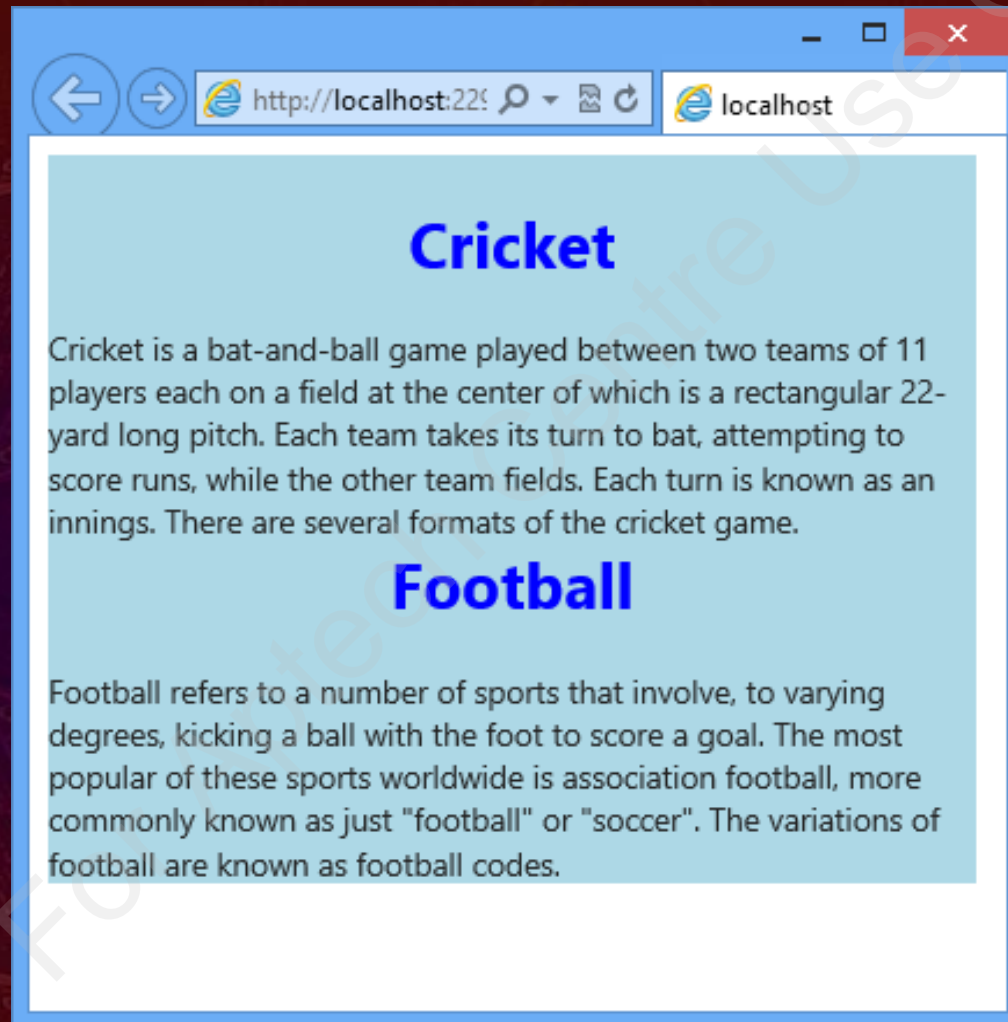 http://localhost:229
localhost
Cricket
Cricket is a bat-and-ball game played between two teams of 11
players each on a field at the center of which is a rectangular 22-
yard long pitch. Each team takes its turn to bat, attempting to
score runs, while the other team fields. Each turn is known as an
innings. There are several formats of the cricket game.
Football
Football refers to a number of sports that involve, to varying
degrees, kicking a ball with the foot to score a goal. The most
popular of these sports worldwide is association football, more
commonly known as just "football" or "soccer". The variations of
football are known as football codes.
For Aptech Centre Use